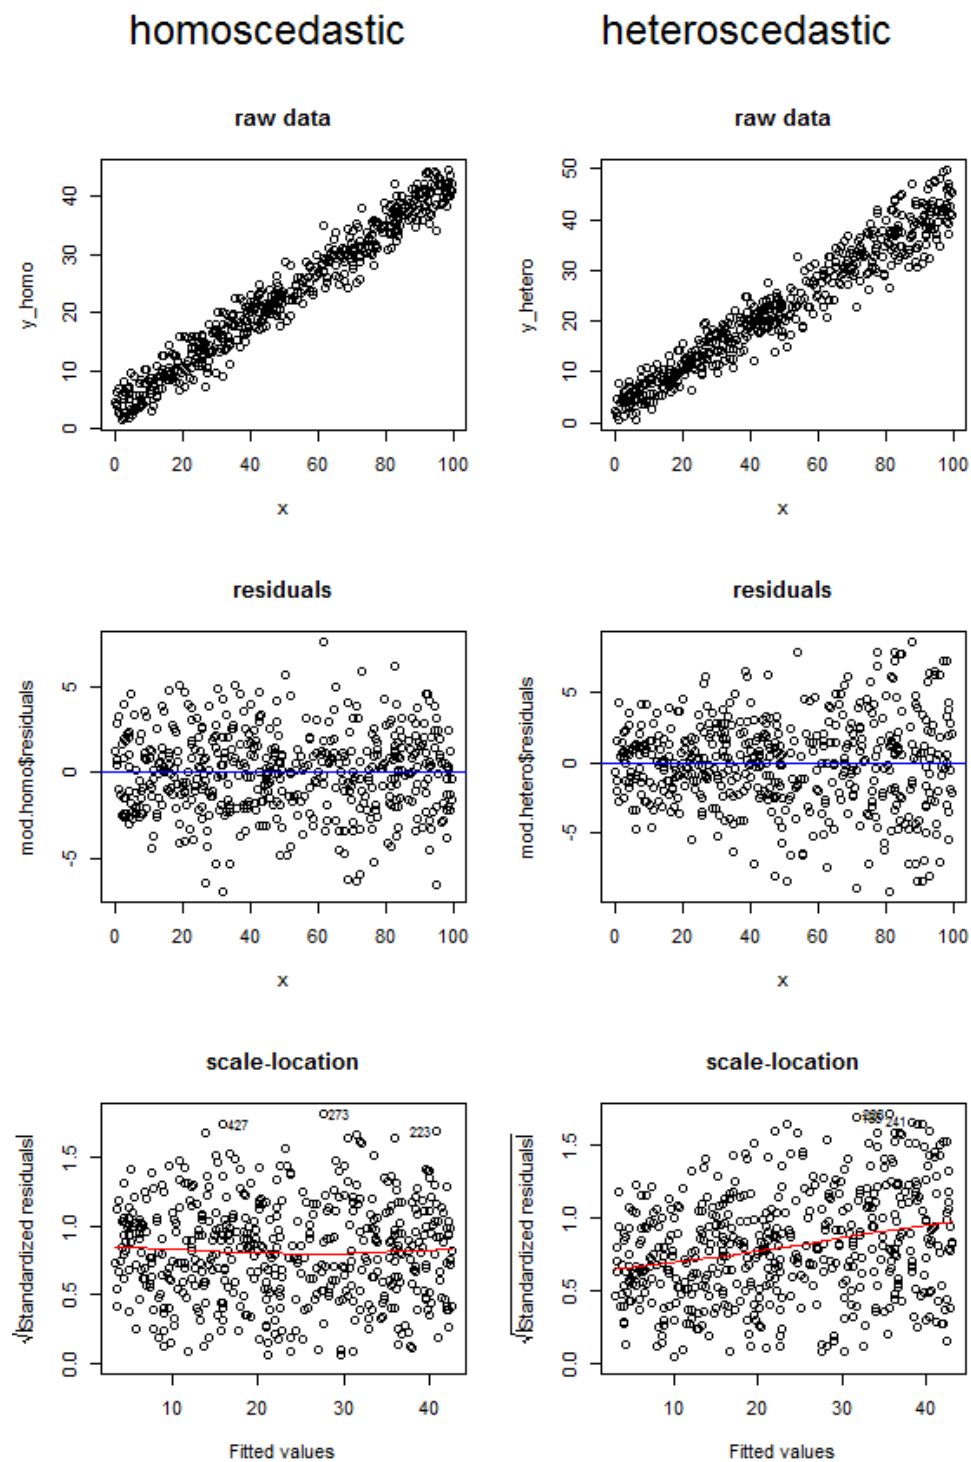 homoscedastic
heteroscedastic
raw data
y_homo
0 10 20 30 40
0 20 40 60 80 100
x
raw data
y_hetero
0 10 20 30 40 50
0 20 40 60 80 100
x
residuals
mod.homo$residuals
-5 0 5
0 20 40 60 80 100
x
residuals
mod.hetero$residuals
-5 0 5
0 20 40 60 80 100
x
scale-location
√|Standardized residuals|
0.0 0.5 1.0 1.5
427
273
223
10 20 30 40
Fitted values
scale-location
√|Standardized residuals|
0.0 0.5 1.0 1.5
241
10 20 30 40
Fitted values